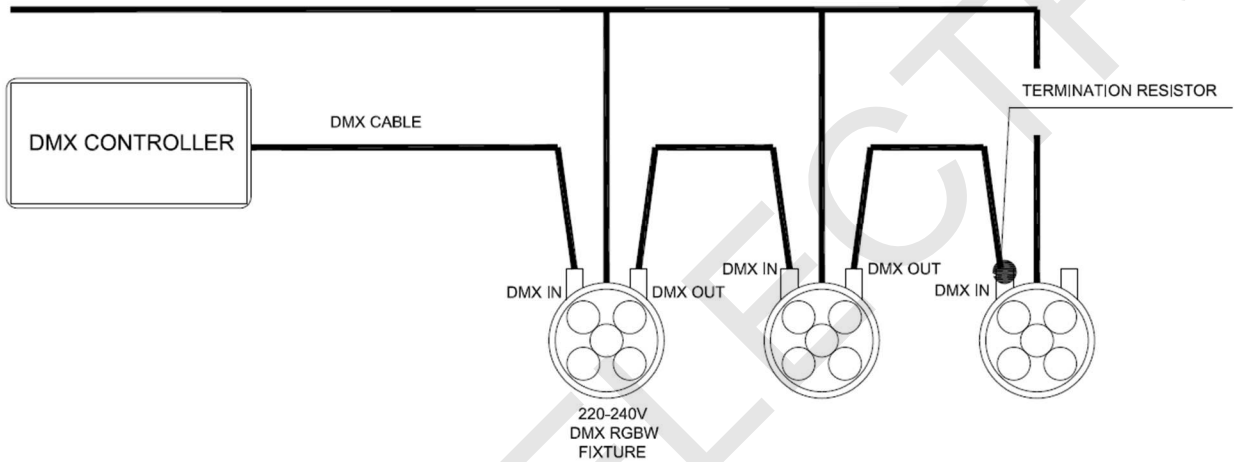 TERMINATION RESISTOR
DMX CABLE
DMX CONTROLLER
DMX IN
DMX OUT
DMX IN
DMX OUT
DMX IN
220-240V
DMX RGBW
FIXTURE